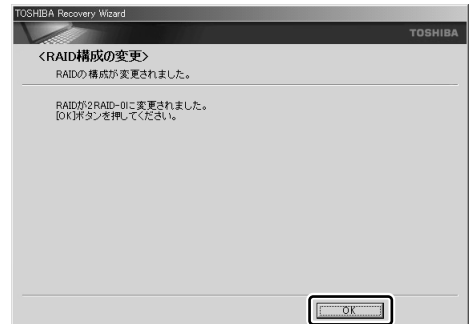 TOSHIBA Recovery Wizard
TOSHIBA
<RAID構成の変更>
RAIDの構成が変更されました。
RAIDが2RAID-0に変更されました。
[OK]ボタンを押してください。
OK